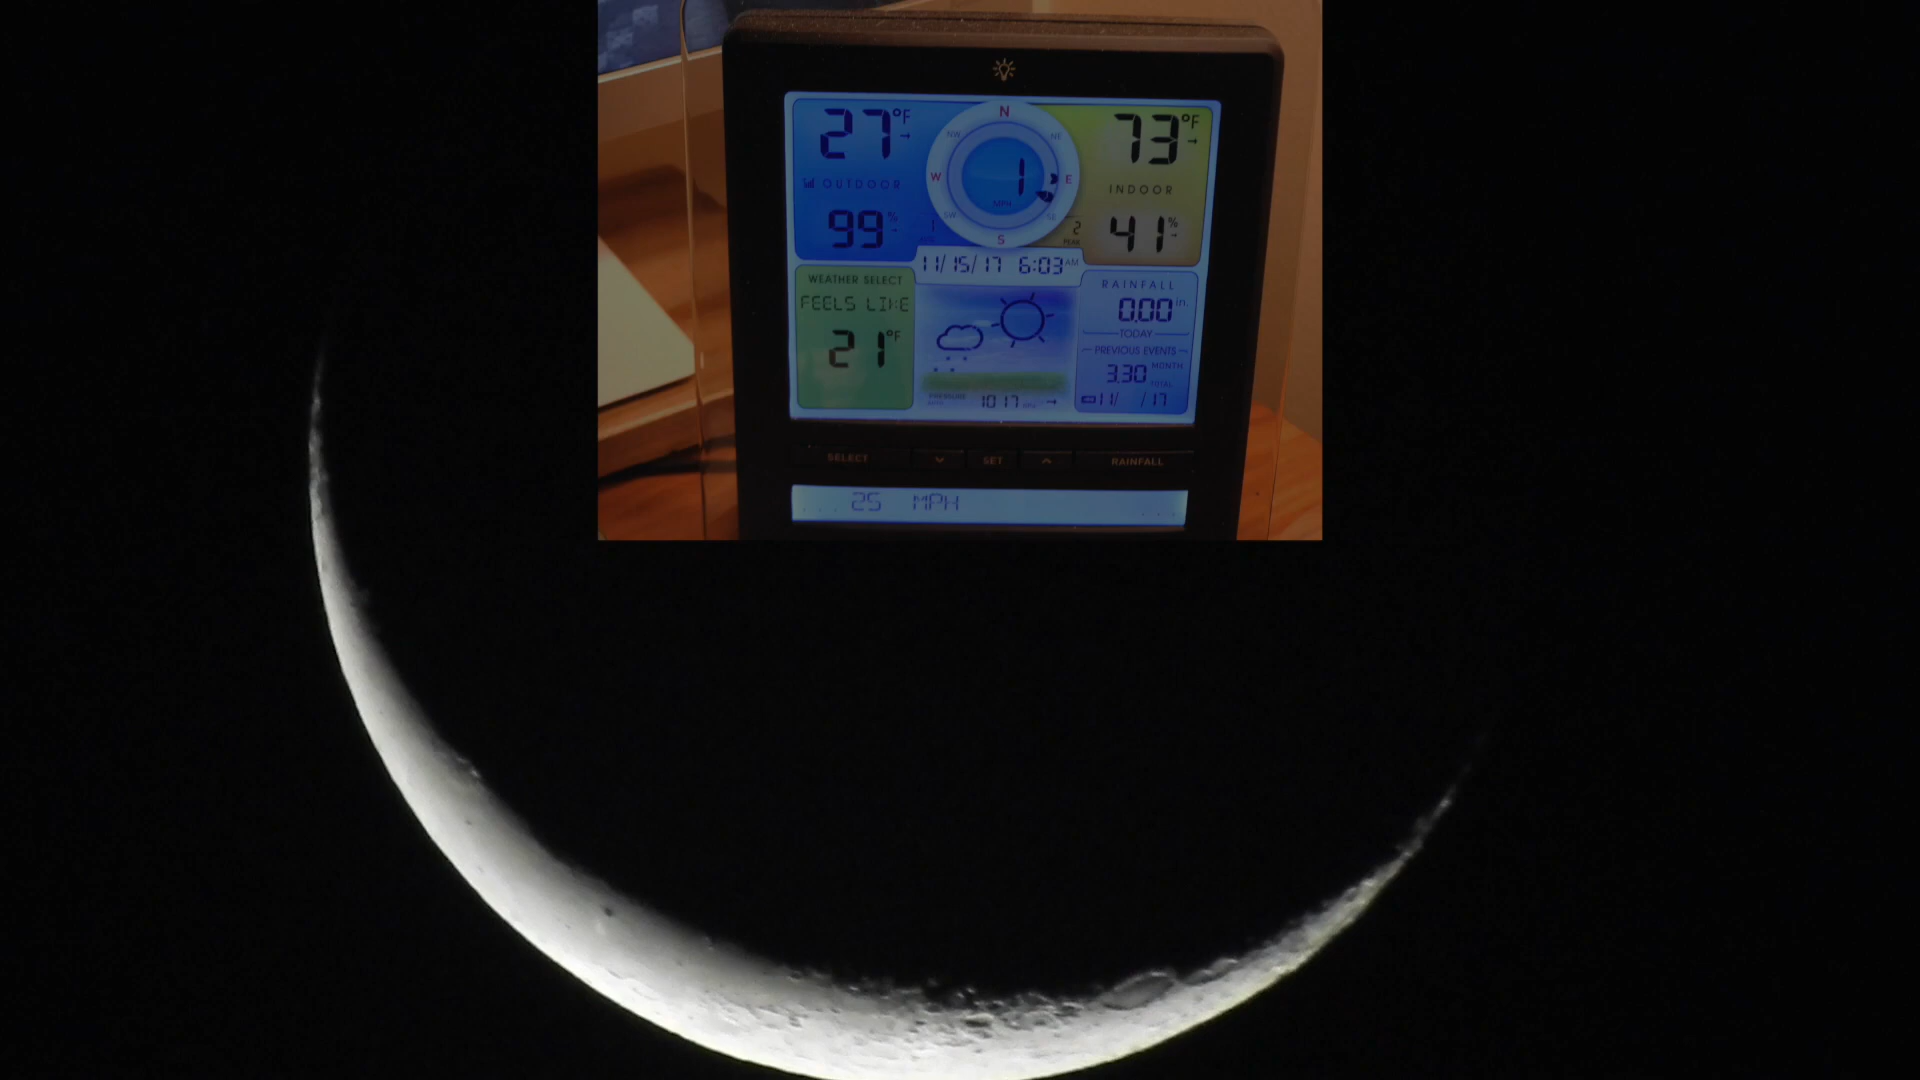 27°F
N
73°F
NW
NE
W
1
E
OUTDOOR
MPH
INDOOR
99%
SW
SE
1
2
41%
S
PEAK
11/15/17 6:03 AM
WEATHER SELECT
RAINFALL
FEELS LIKE
0.00 in.
21°F
TODAY
PREVIOUS EVENTS
3.30 MONTH
TOTAL
PRESSURE
1017
11/ /17
SELECT
SET
RAINFALL
... 25 MPH ...